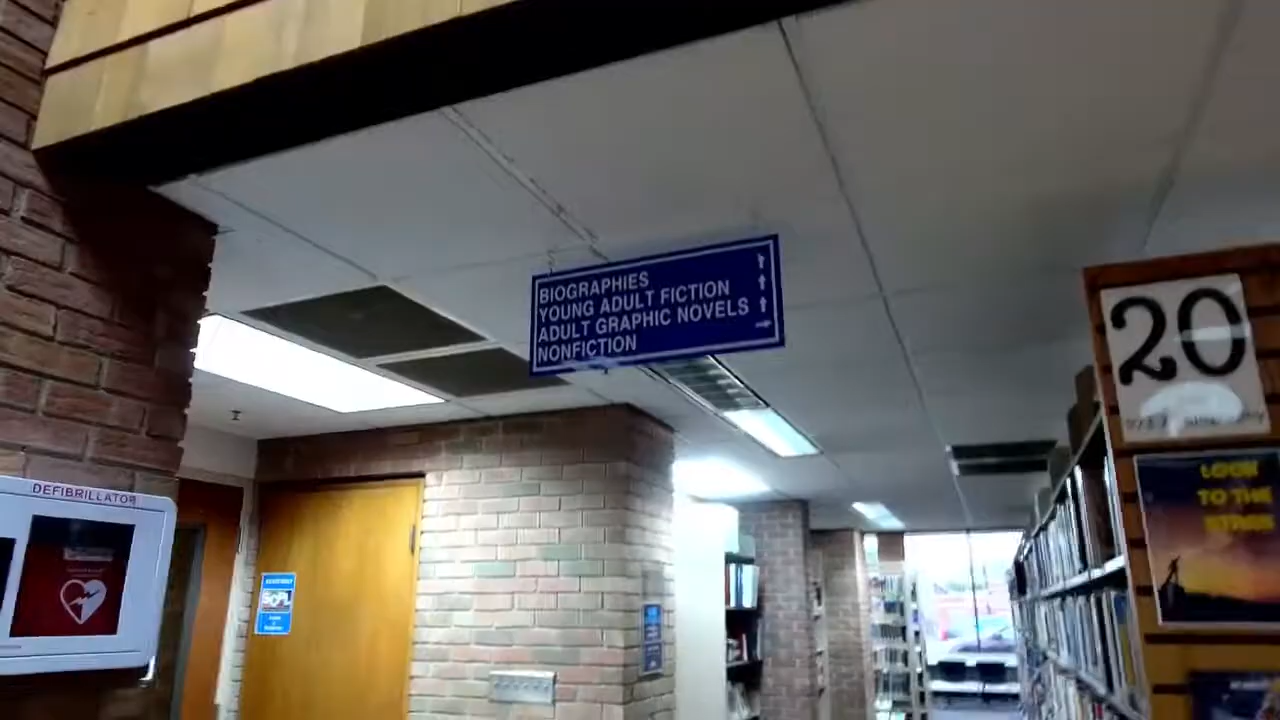 BIOGRAPHIES
YOUNG ADULT FICTION
ADULT GRAPHIC NOVELS
NONFICTION
20
LOOK
TO THE
DEFIBRILLATOR